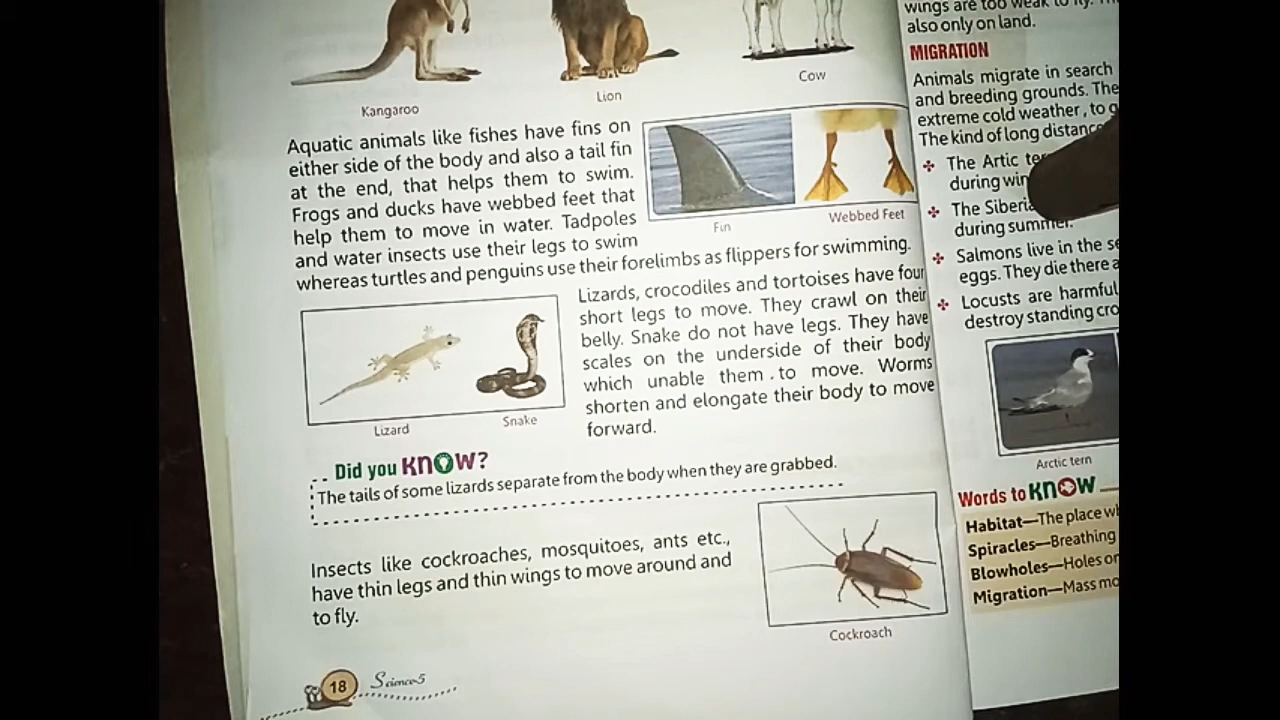 Kangaroo
Lion
Cow
Aquatic animals like fishes have fins on
either side of the body and also a tail fin
at the end, that helps them to swim.
Frogs and ducks have webbed feet that
help them to move in water. Tadpoles
and water insects use their legs to swim
whereas turtles and penguins use their forelimbs as flippers for swimming.
Fin
Webbed Feet
Lizards, crocodiles and tortoises have four
short legs to move. They crawl on their
belly. Snake do not have legs. They have
scales on the underside of their body
which unable them . to move. Worms
shorten and elongate their body to move
forward.
Lizard
Snake
Did you KNOW?
The tails of some lizards separate from the body when they are grabbed.
Insects like cockroaches, mosquitoes, ants etc.,
have thin legs and thin wings to move around and
to fly.
Cockroach
18
Science-5
wings are too weak to fly.
also only on land.
MIGRATION
Animals migrate in search
and breeding grounds. The
extreme cold weather, to
The kind of long
The Artic
during
The
during summer.
Salmons live in the
eggs. They die there
Locusts are harmful
destroy standing
Arctic tern
Words to KNOW
Habitat—The place
Spiracles—Breathing
Blowholes—Holes
Migration—Mass